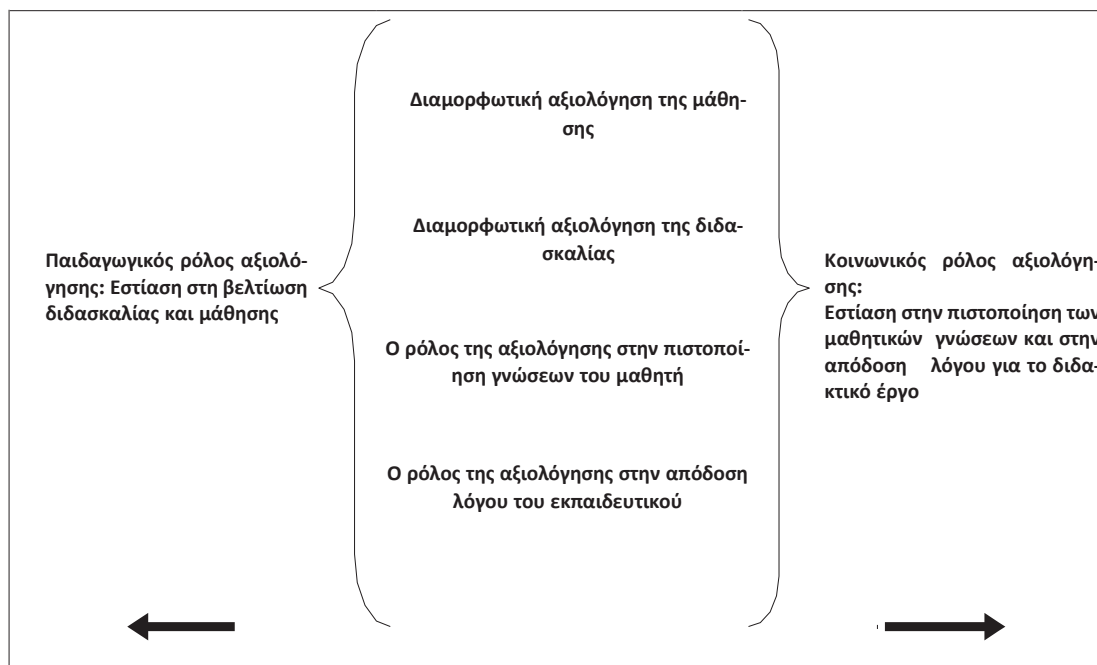 Παιδαγωγικός ρόλος αξιολό-
γησης: Εστίαση στη βελτίωση
διδασκαλίας και μάθησης
Διαμορφωτική αξιολόγηση της μάθη-
σης
Διαμορφωτική αξιολόγηση της διδα-
σκαλίας
Ο ρόλος της αξιολόγησης στην πιστοποί-
ηση γνώσεων του μαθητή
Ο ρόλος της αξιολόγησης στην απόδοση
λόγου του εκπαιδευτικού
Κοινωνικός ρόλος αξιολόγη-
σης:
Εστίαση στην πιστοποίηση των
μαθητικών γνώσεων και στην
απόδοση λόγου για το διδα-
κτικό έργο